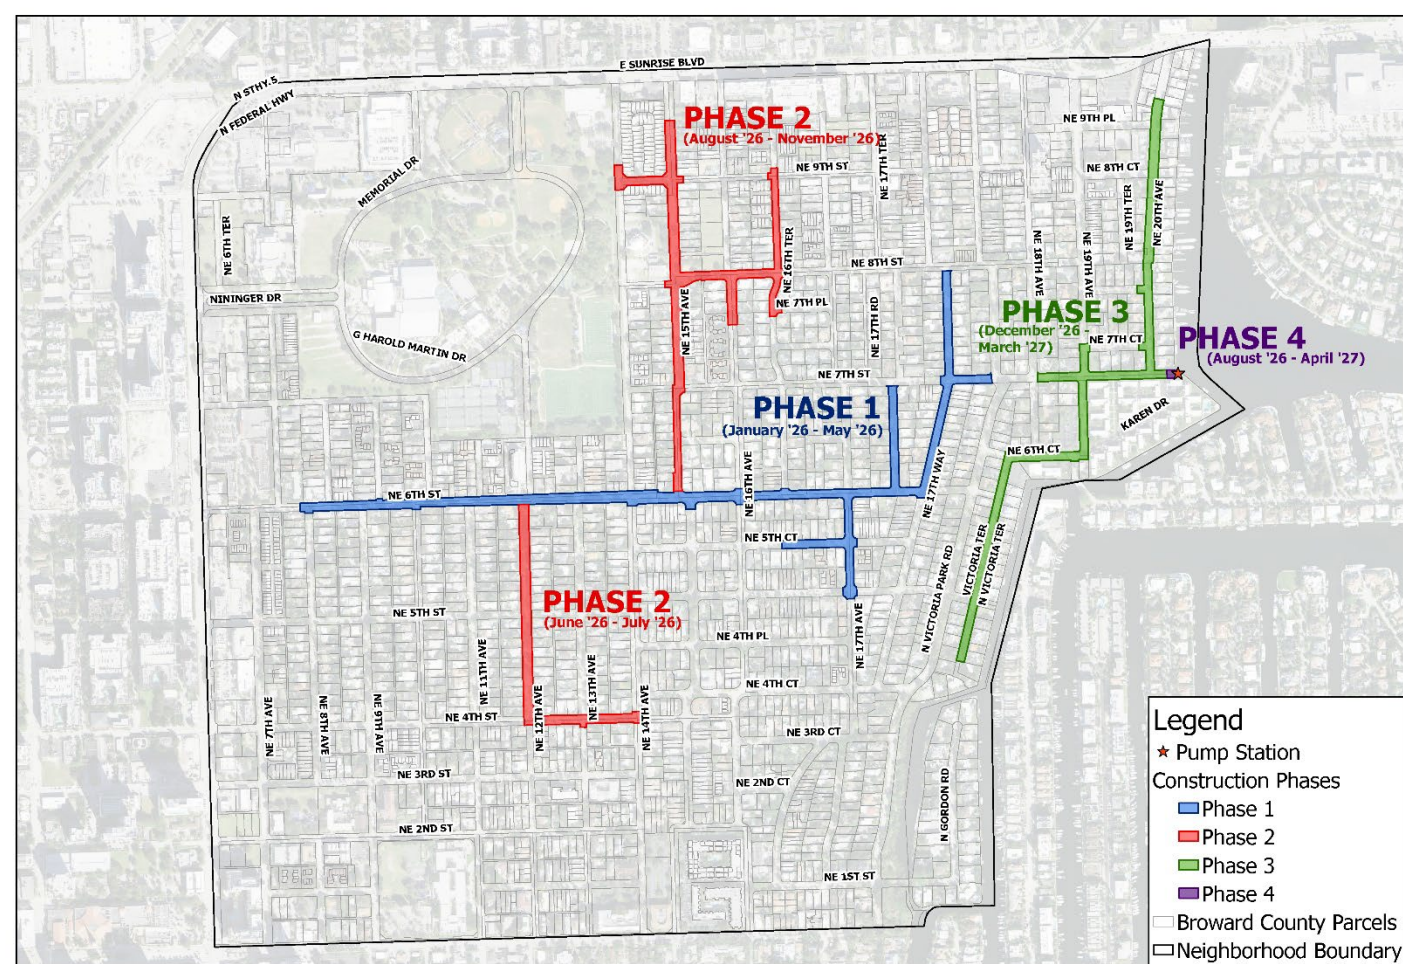 E SUNRISE BLVD
N STHY 5
N FEDERAL HWY
PHASE 2
(August '26 - November '26)
NE 9TH PL
NE 17TH TER
MEMORIAL DR
NE 9TH ST
NE 8TH CT
NE 19TH TER
NE 20TH AVE
NE 6TH TER
NE 16TH TER
NE 18TH AVE
NE 19TH AVE
NE 8TH ST
NININGER DR
NE 7TH PL
NE 15TH AVE
NE 17TH RD
PHASE 3
(December '26 -
March '27)
NE 7TH CT
PHASE 4
(August '26 - April '27)
G HAROLD MARTIN DR
NE 7TH ST
PHASE 1
(January '26 - May '26)
KAREN DR
NE 6TH CT
NE 16TH AVE
NE 17TH WAY
NE 6TH ST
NE 5TH CT
VICTORIA TER
N VICTORIA TER
N VICTORIA PARK RD
PHASE 2
(June '26 - July '26)
NE 5TH ST
NE 4TH PL
NE 17TH AVE
NE 11TH AVE
NE 13TH AVE
NE 4TH CT
NE 7TH AVE
NE 8TH AVE
NE 9TH AVE
NE 4TH ST
NE 12TH AVE
NE 14TH AVE
NE 3RD CT
NE 3RD ST
NE 2ND CT
N GORDON RD
NE 2ND ST
NE 1ST ST
Legend
Pump Station
Construction Phases
Phase 1
Phase 2
Phase 3
Phase 4
Broward County Parcels
Neighborhood Boundary